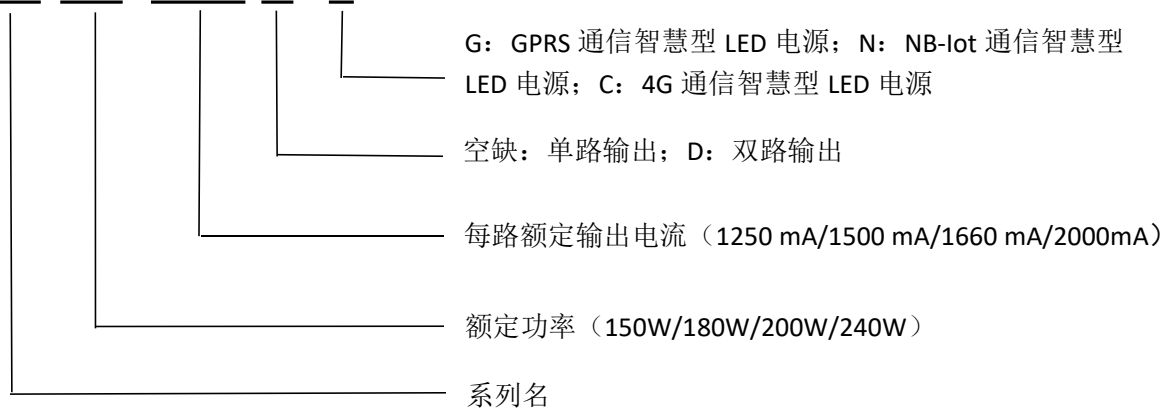 G：GPRS 通信智慧型 LED 电源；N：NB-Iot 通信智慧型
LED 电源；C：4G 通信智慧型 LED 电源
空缺：单路输出；D：双路输出
每路额定输出电流（1250 mA/1500 mA/1660 mA/2000mA）
额定功率（150W/180W/200W/240W）
系列名